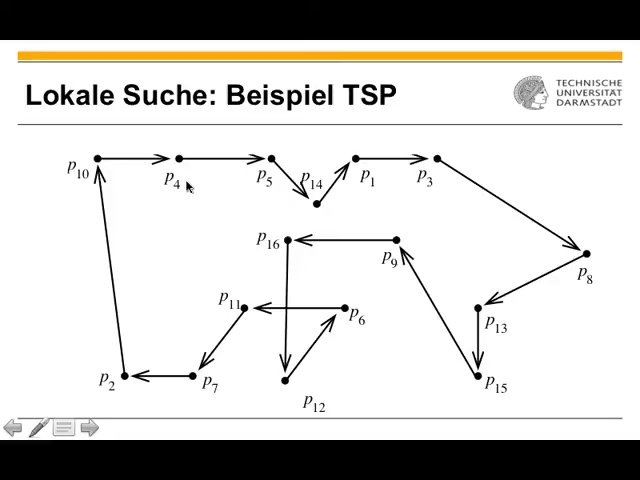 Lokale Suche: Beispiel TSP
TECHNISCHE
UNIVERSITÄT
DARMSTADT
p10
p4
p5
p14
p1
p3
p16
p9
p8
p11
p6
p13
p2
p7
p12
p15